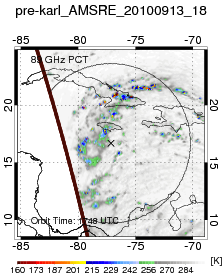 pre-karl_AMSRE_20100913_18
-85 -80 -75 -70
89 GHz PCT
20
15
10
Orbit Time: 1748 UTC
-85 -80 -75 -70
[K]
160 173 187 201 215 229 242 256 270 284